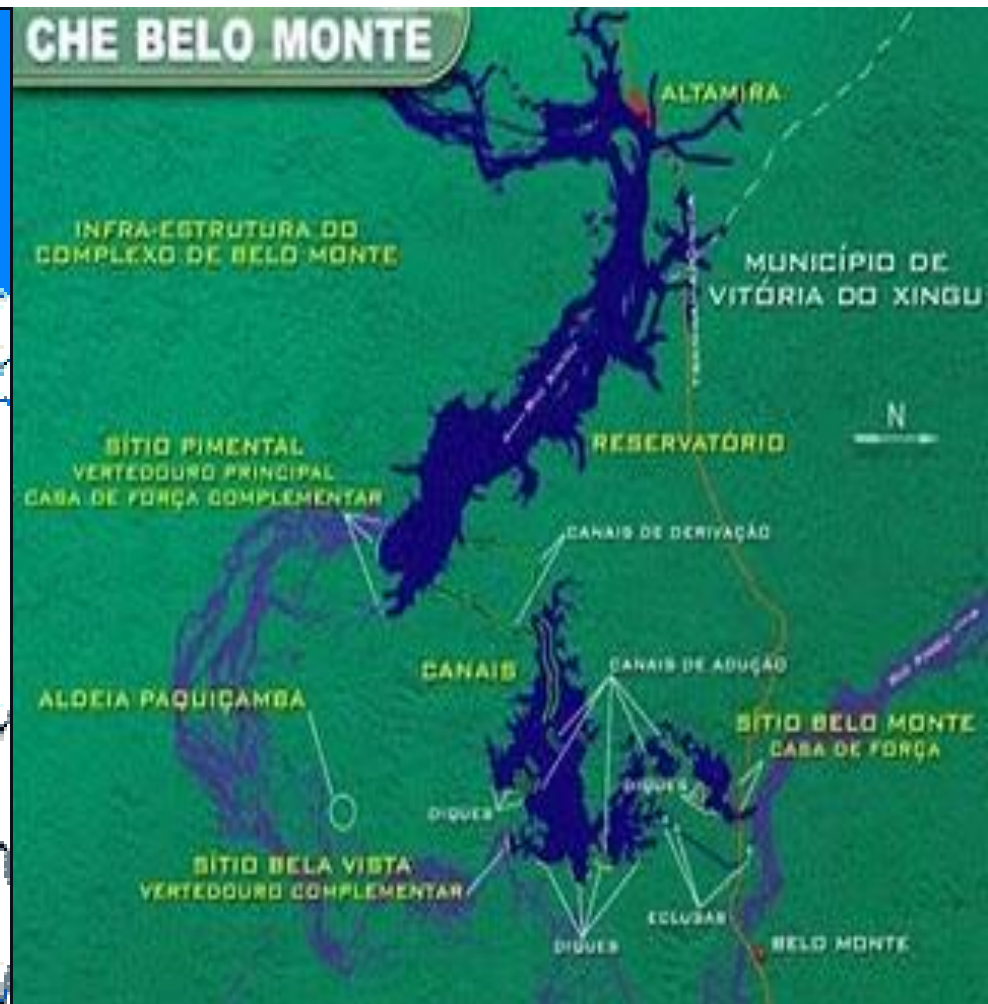 CHE BELO MONTE
ALTAMIRA
INFRA-ESTRUTURA DO
COMPLEXO DE BELO MONTE
MUNICÍPIO DE
VITÓRIA DO XINGU
N
SÍTIO PIMENTAL
VERTEDOURO PRINCIPAL
CASA DE FORÇA COMPLEMENTAR
RESERVATÓRIO
CANAIS DE DERIVAÇÃO
CANAIS
CANAIS DE ADUÇÃO
RIO XINGU
ALDEIA PAQUIÇAMBA
SÍTIO BELO MONTE
CASA DE FORÇA
DIQUES
DIQUES
SÍTIO BELA VISTA
VERTEDOURO COMPLEMENTAR
ECLUSAS
DIQUES
BELO MONTE